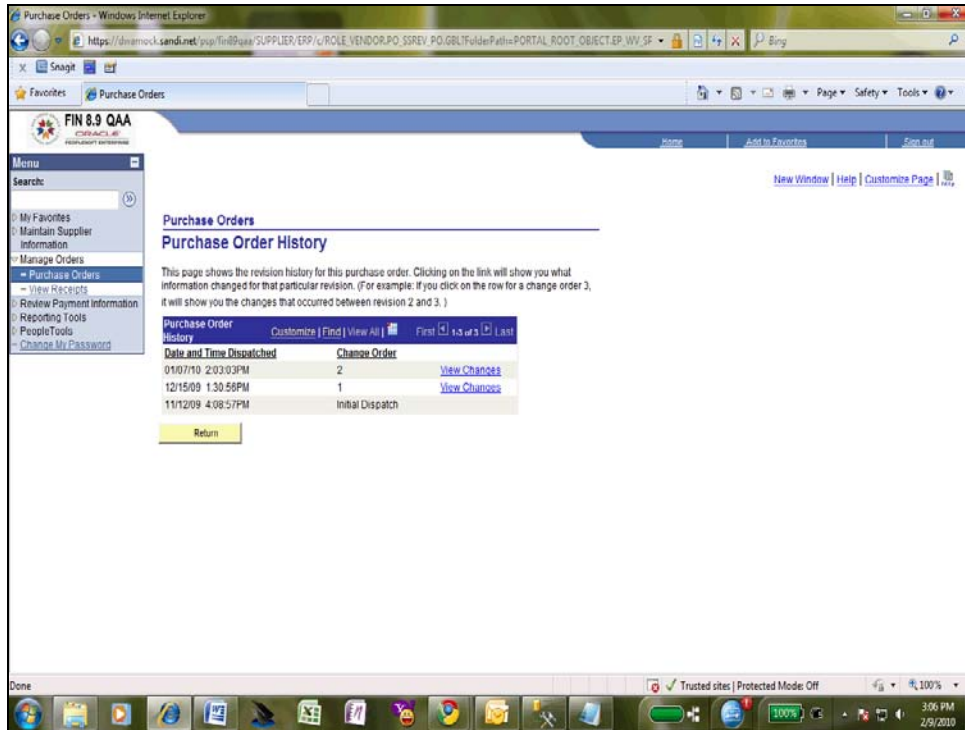 Purchase Orders - Windows Internet Explorer
sandi.net
Bing
x Snagit
Favorites Purchase Orders Page Safety Tools
FIN 8.9 QAA
ORACLE
Home Add to Favorites Sign out
Menu
New Window | Help | Customize Page |
Search:
My Favorites
Maintain Supplier
Information
Manage Orders
- Purchase Orders
- View Receipts
Review Payment Information
Reporting Tools
PeopleTools
- Change My Password
Purchase Orders
Purchase Order History
This page shows the revision history for this purchase order. Clicking on the link will show you what
information changed for that particular revision. (For example: if you click on the row for a change order 3,
it will show you the changes that occurred between revision 2 and 3. )
Purchase Order
History Customize | Find | View All | First 1-3 of 3 Last
Date and Time Dispatched Change Order
01/07/10 2:03:03PM 2 View Changes
12/15/09 1:30:56PM 1 View Changes
11/12/09 4:08:57PM Initial Dispatch
Return
Done Trusted sites | Protected Mode: Off 100%
100% 3:06 PM
2/9/2010